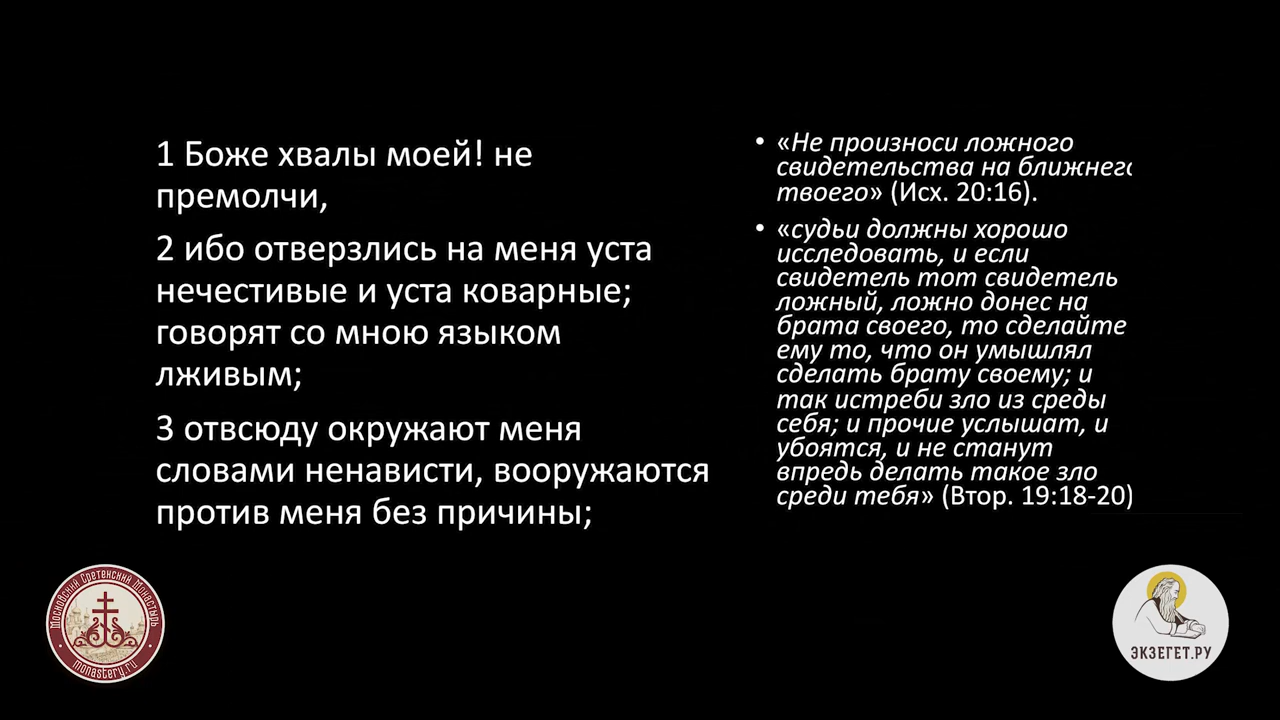 1 Боже хвалы моей! не
премолчи,
2 ибо отверзлись на меня уста
нечестивые и уста коварные;
говорят со мною языком
лживым;
3 отвсюду окружают меня
словами ненависти, вооружаются
против меня без причины;
• «Не произноси ложного
свидетельства на ближнего
твоего» (Исх. 20:16).
• «судьи должны хорошо
исследовать, и если
свидетель тот свидетель
ложный, ложно донес на
брата своего, то сделайте
ему то, что он умышлял
сделать брату своему; и
так истреби зло из среды
себя; и прочие услышат, и
убоятся, и не станут
впредь делать такое зло
среди тебя» (Втор. 19:18-20)
Московский Сретенский Монастырь
monastery.ru
ЭКЗЕГЕТ.РУ